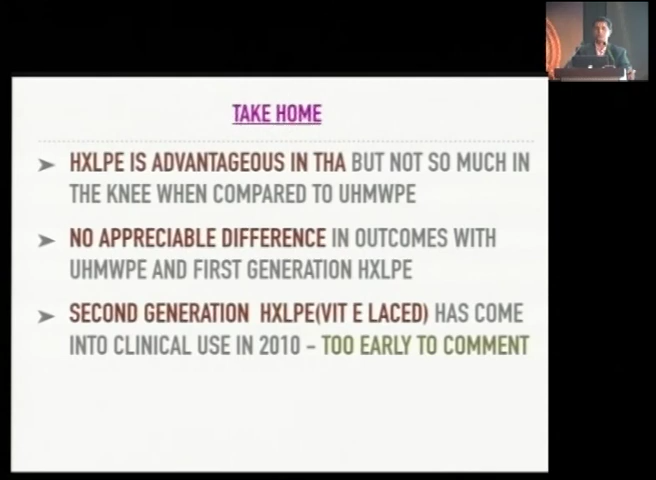 TAKE HOME
HXLPE IS ADVANTAGEOUS IN THA BUT NOT SO MUCH IN
THE KNEE WHEN COMPARED TO UHMWPE
NO APPRECIABLE DIFFERENCE IN OUTCOMES WITH
UHMWPE AND FIRST GENERATION HXLPE
SECOND GENERATION HXLPE(VIT E LACED) HAS COME
INTO CLINICAL USE IN 2010 – TOO EARLY TO COMMENT